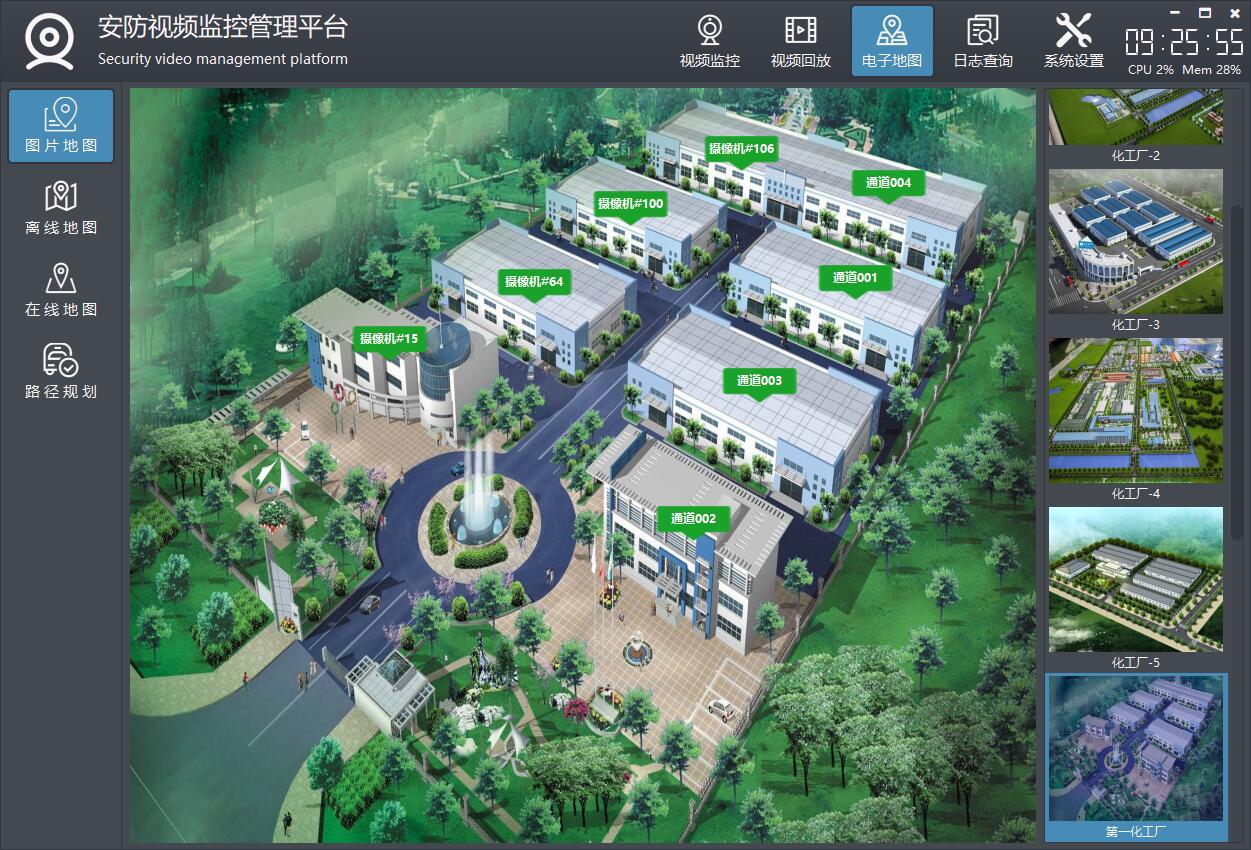 安防视频监控管理平台
Security video management platform
视频监控
视频回放
电子地图
日志查询
系统设置
09:25:55
CPU 2% Mem 28%
图片地图
离线地图
在线地图
路径规划
摄像机#106
通道004
摄像机#100
通道001
摄像机#64
摄像机#15
通道003
通道002
化工厂-2
化工厂-3
化工厂-4
化工厂-5
第一化工厂